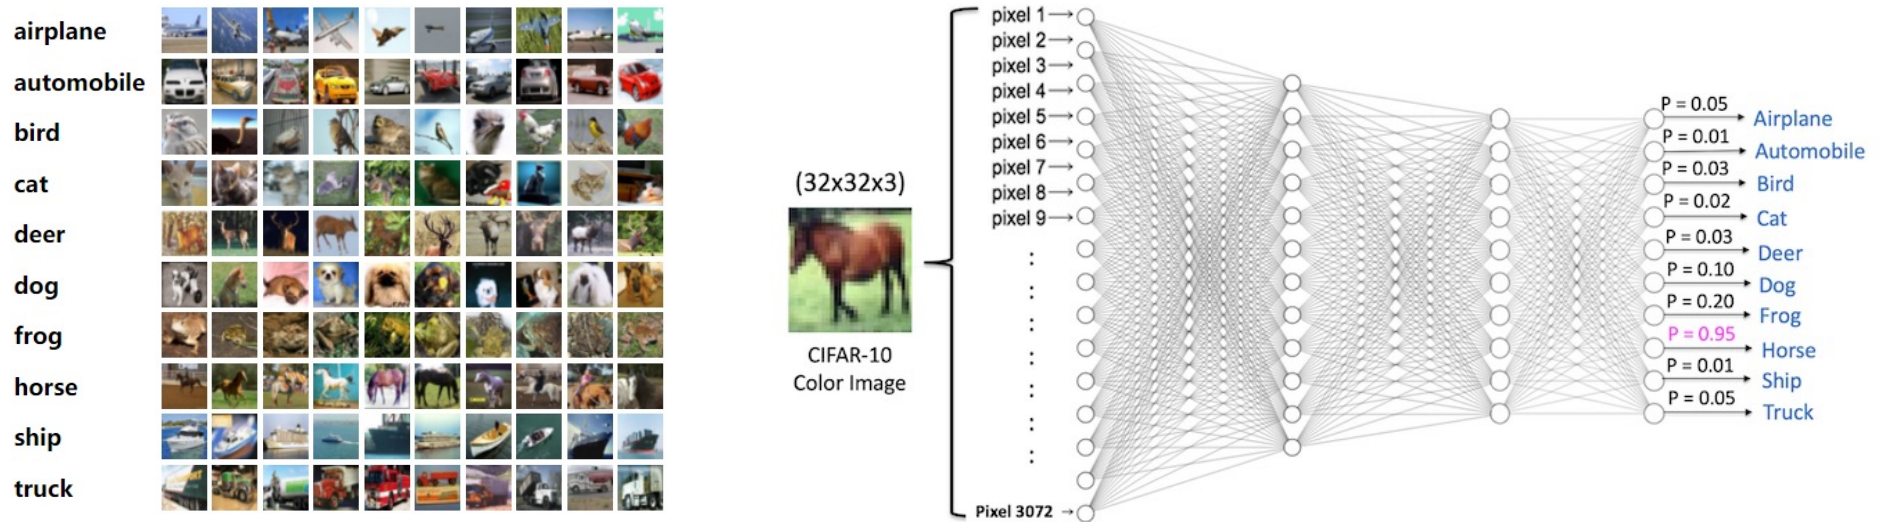 airplane
automobile
bird
cat
deer
dog
frog
horse
ship
truck
(32x32x3)
CIFAR-10
Color Image
pixel 1
pixel 2
pixel 3
pixel 4
pixel 5
pixel 6
pixel 7
pixel 8
pixel 9
Pixel 3072
P = 0.05 Airplane
P = 0.01 Automobile
P = 0.03 Bird
P = 0.02 Cat
P = 0.03 Deer
P = 0.10 Dog
P = 0.20 Frog
P = 0.95 Horse
P = 0.01 Ship
P = 0.05 Truck